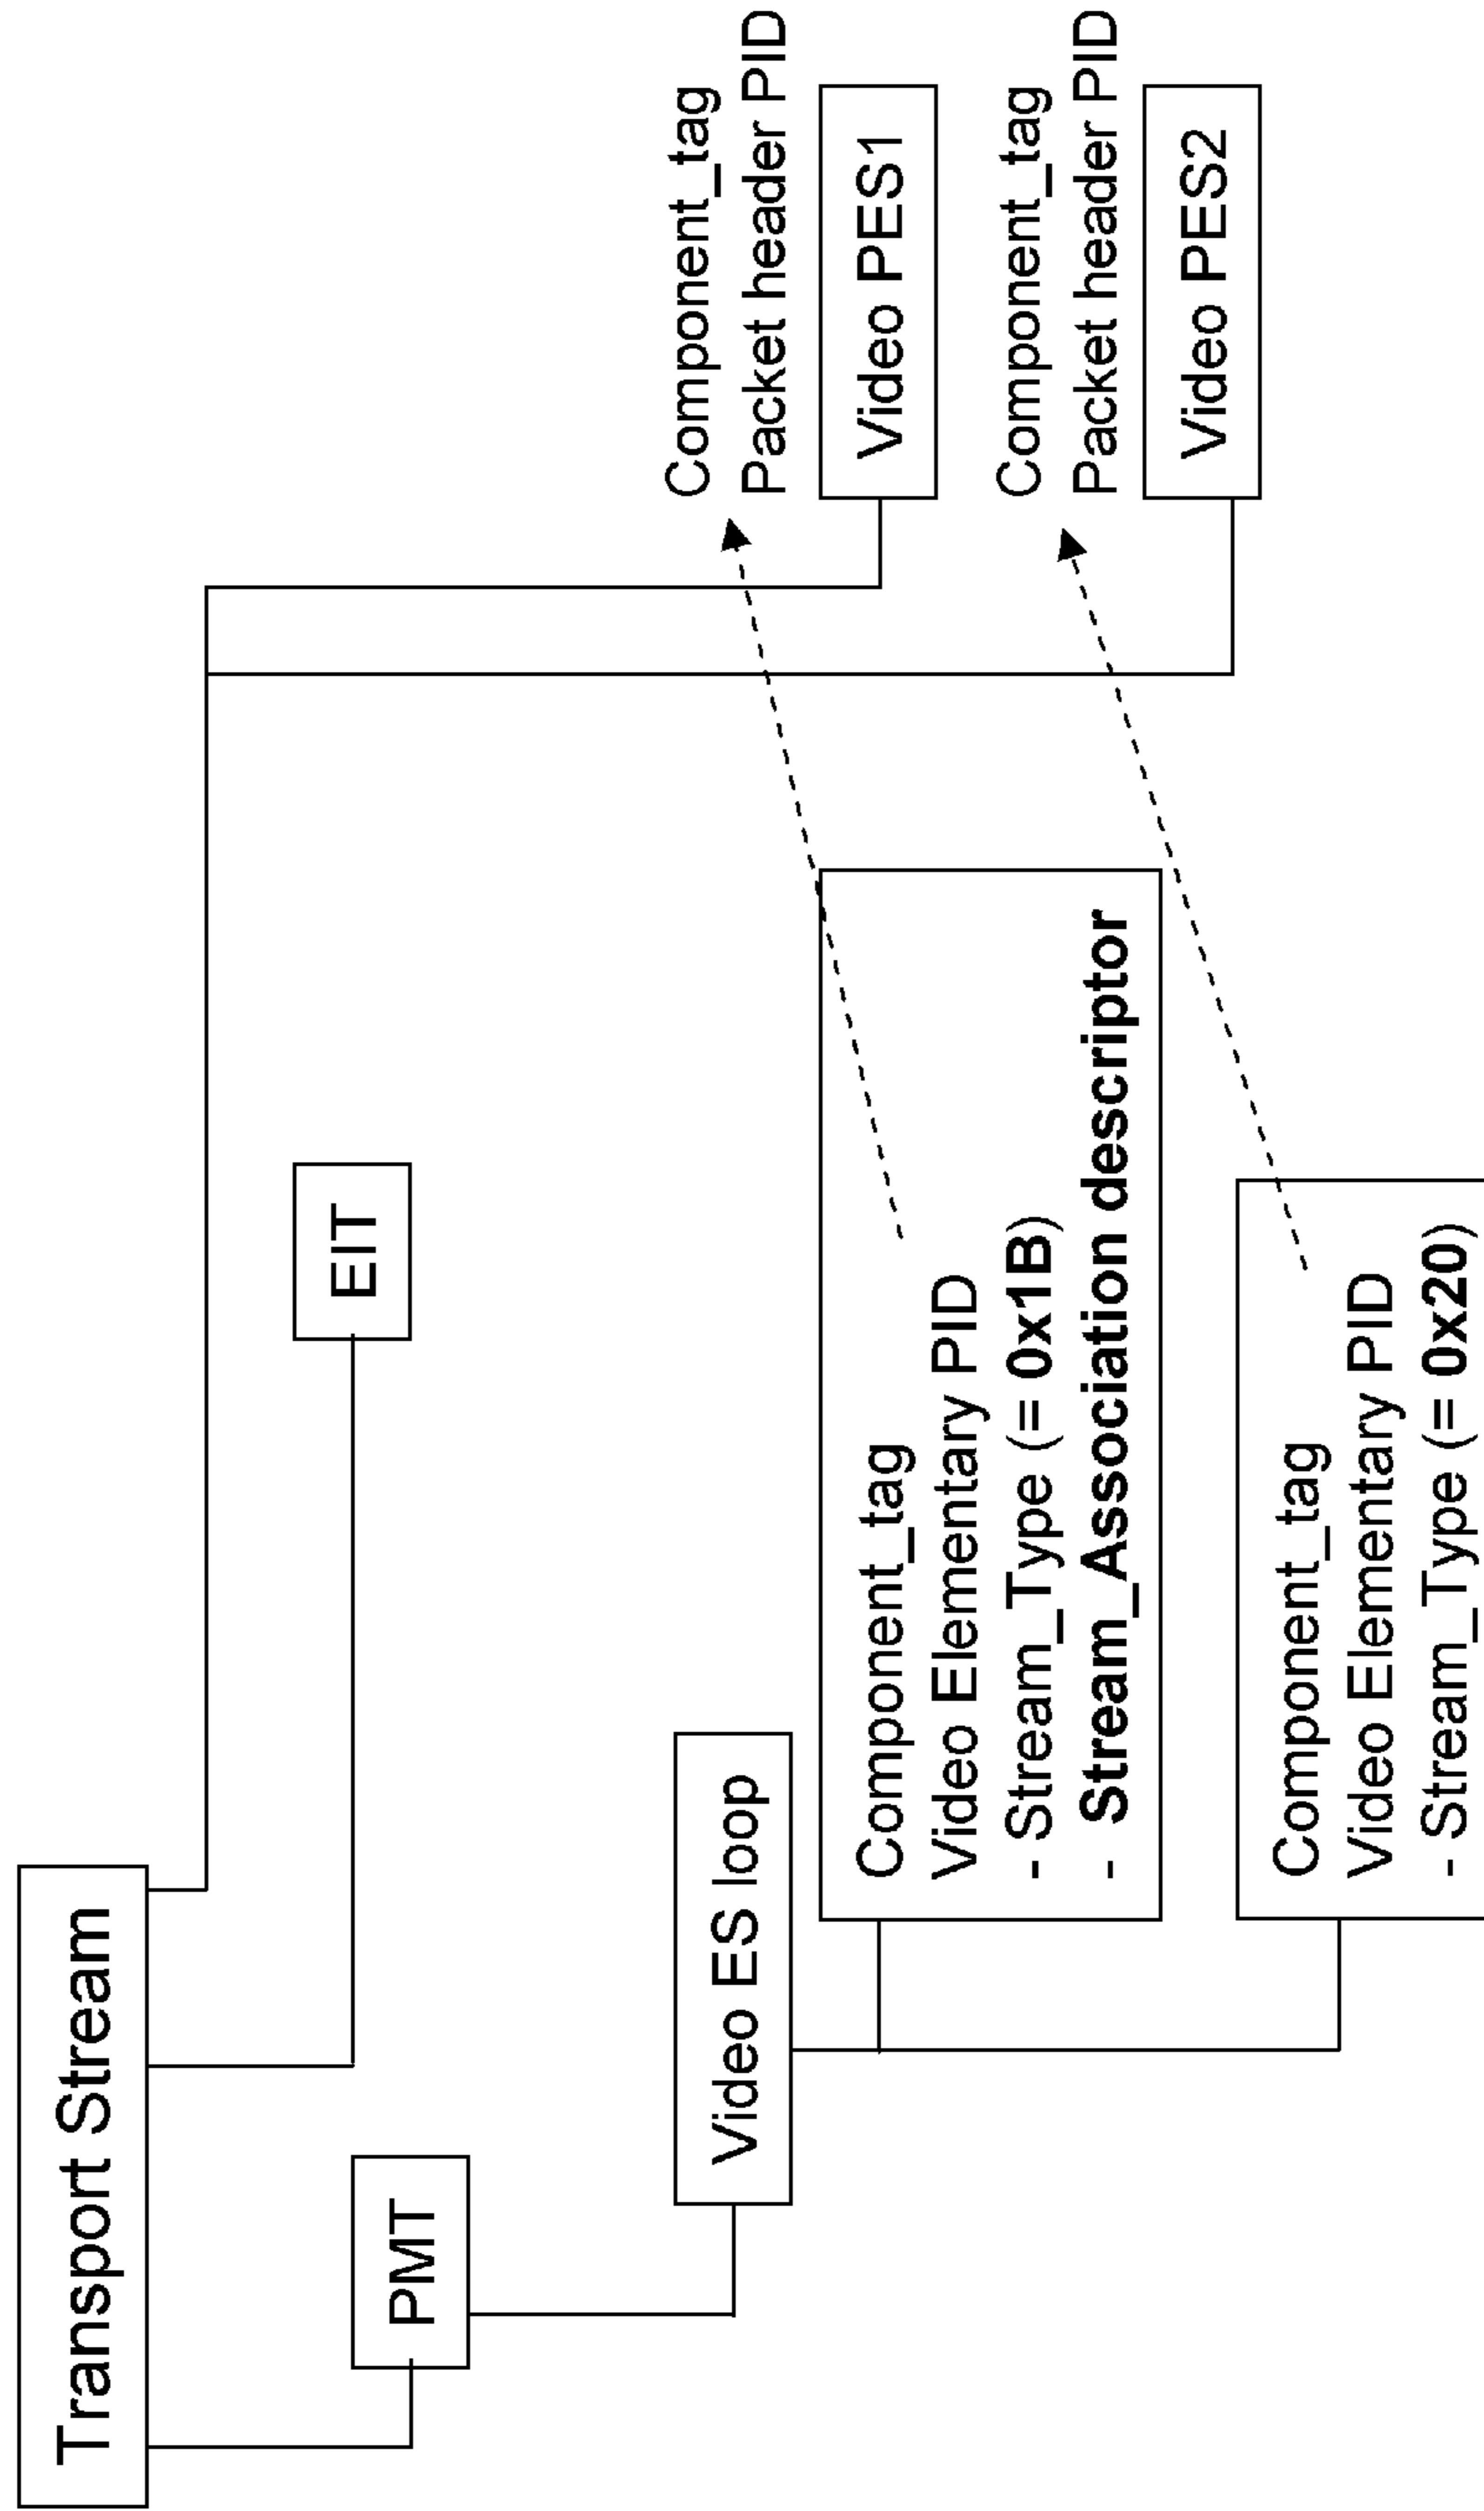 Transport Stream
PMT
EIT
Video ES loop
Component_tag
Video Elementary PID
- Stream_Type (= 0x1B)
- Stream_Association descriptor
Component_tag
Video Elementary PID
- Stream_Type (= 0x20)
Component_tag
Packet header PID
Video PES1
Component_tag
Packet header PID
Video PES2